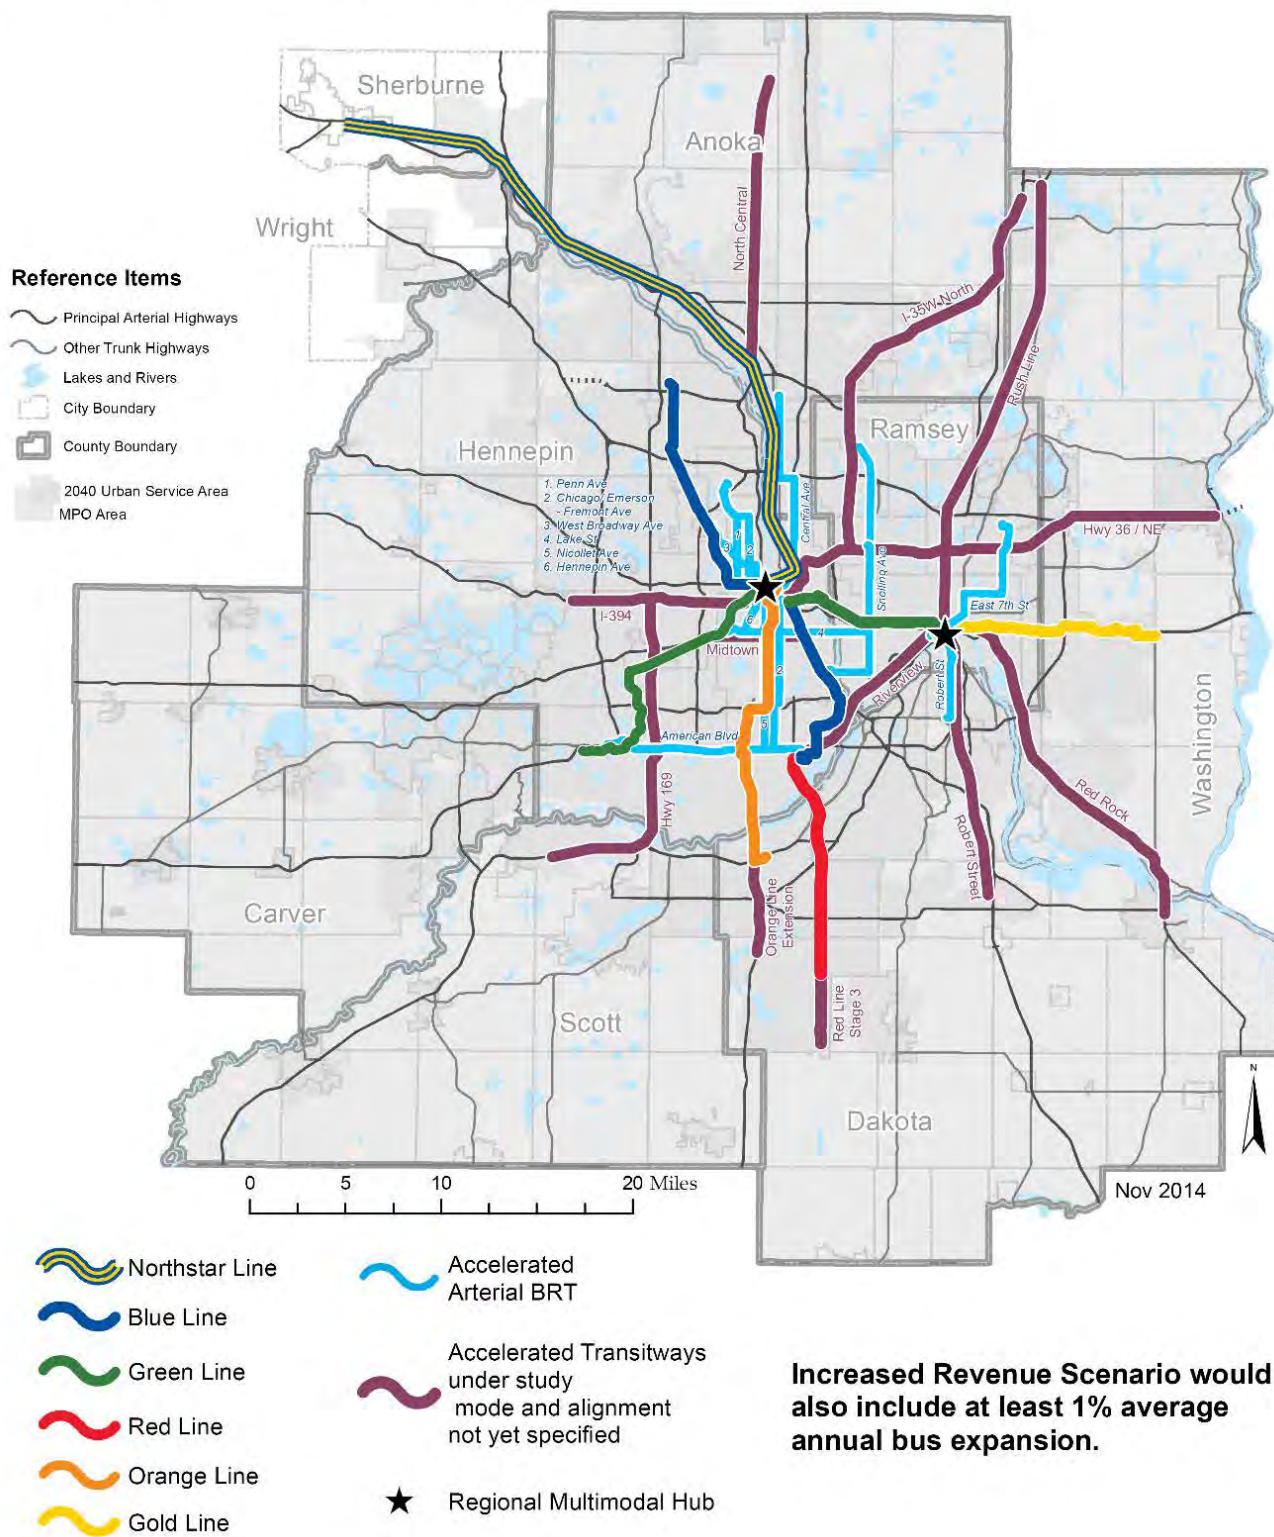 Sherburne
Anoka
Wright
North Central
I-35W North
Rush Line
Reference Items
Principal Arterial Highways
Other Trunk Highways
Lakes and Rivers
City Boundary
County Boundary
2040 Urban Service Area
MPO Area
Hennepin
Ramsey
1. Penn Ave
2. Chicago/ Emerson
- Fremont Ave
3. West Broadway Ave
4. Lake St
5. Nicollet Ave
6. Hennepin Ave
Central Ave
1
3
2
Hwy 36 / NE
Snelling Ave
East 7th St
I-394
6
4
Midtown
2
Riverview
Robert St
5
American Blvd
Washington
Hwy 169
Red Rock
Robert Street
Carver
Orange Line
Extension
Red Line
Stage 3
Scott
Dakota
N
0 5 10 20 Miles
Nov 2014
Northstar Line
Blue Line
Green Line
Red Line
Orange Line
Gold Line
Accelerated
Arterial BRT
Accelerated Transitways
under study
mode and alignment
not yet specified
Regional Multimodal Hub
Increased Revenue Scenario would
also include at least 1% average
annual bus expansion.